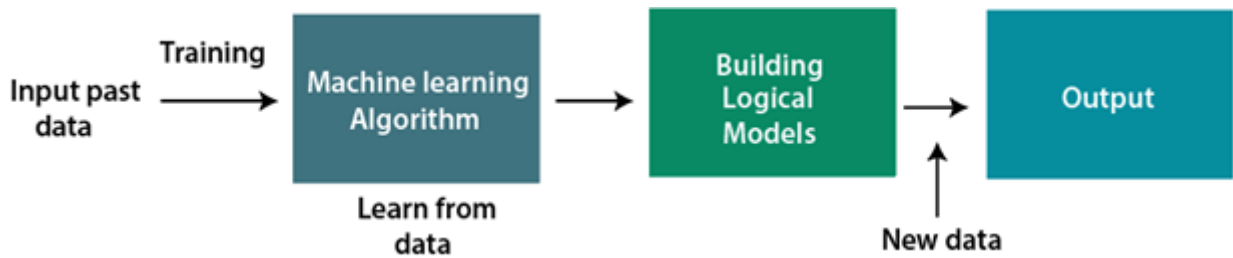 Training
Input past
data
Machine learning
Algorithm
Learn from
data
Building
Logical
Models
New data
Output